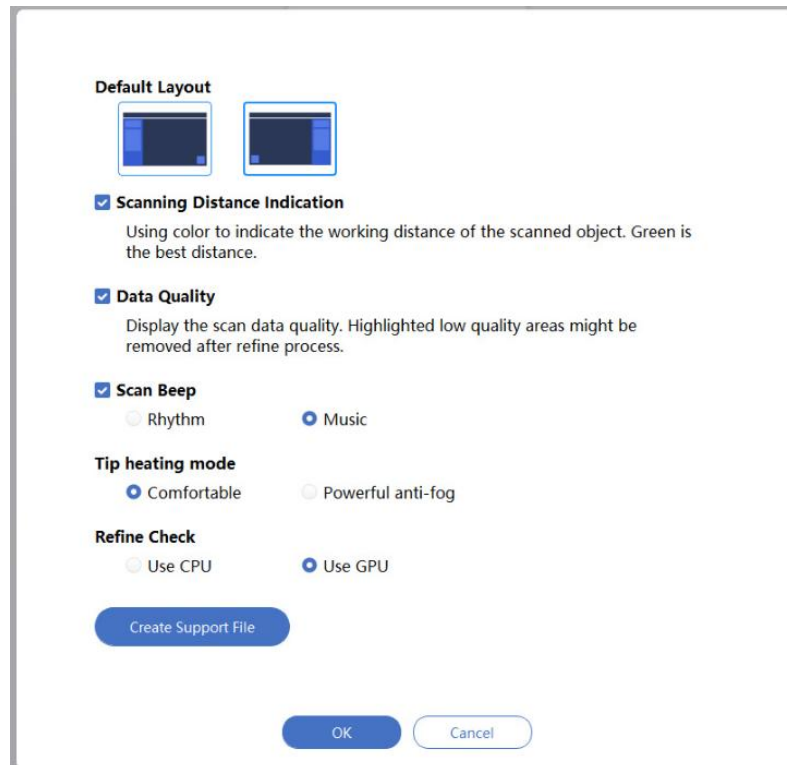 Default Layout
Scanning Distance Indication
Using color to indicate the working distance of the scanned object. Green is
the best distance.
Data Quality
Display the scan data quality. Highlighted low quality areas might be
removed after refine process.
Scan Beep
Rhythm Music
Tip heating mode
Comfortable Powerful anti-fog
Refine Check
Use CPU Use GPU
Create Support File
OK Cancel